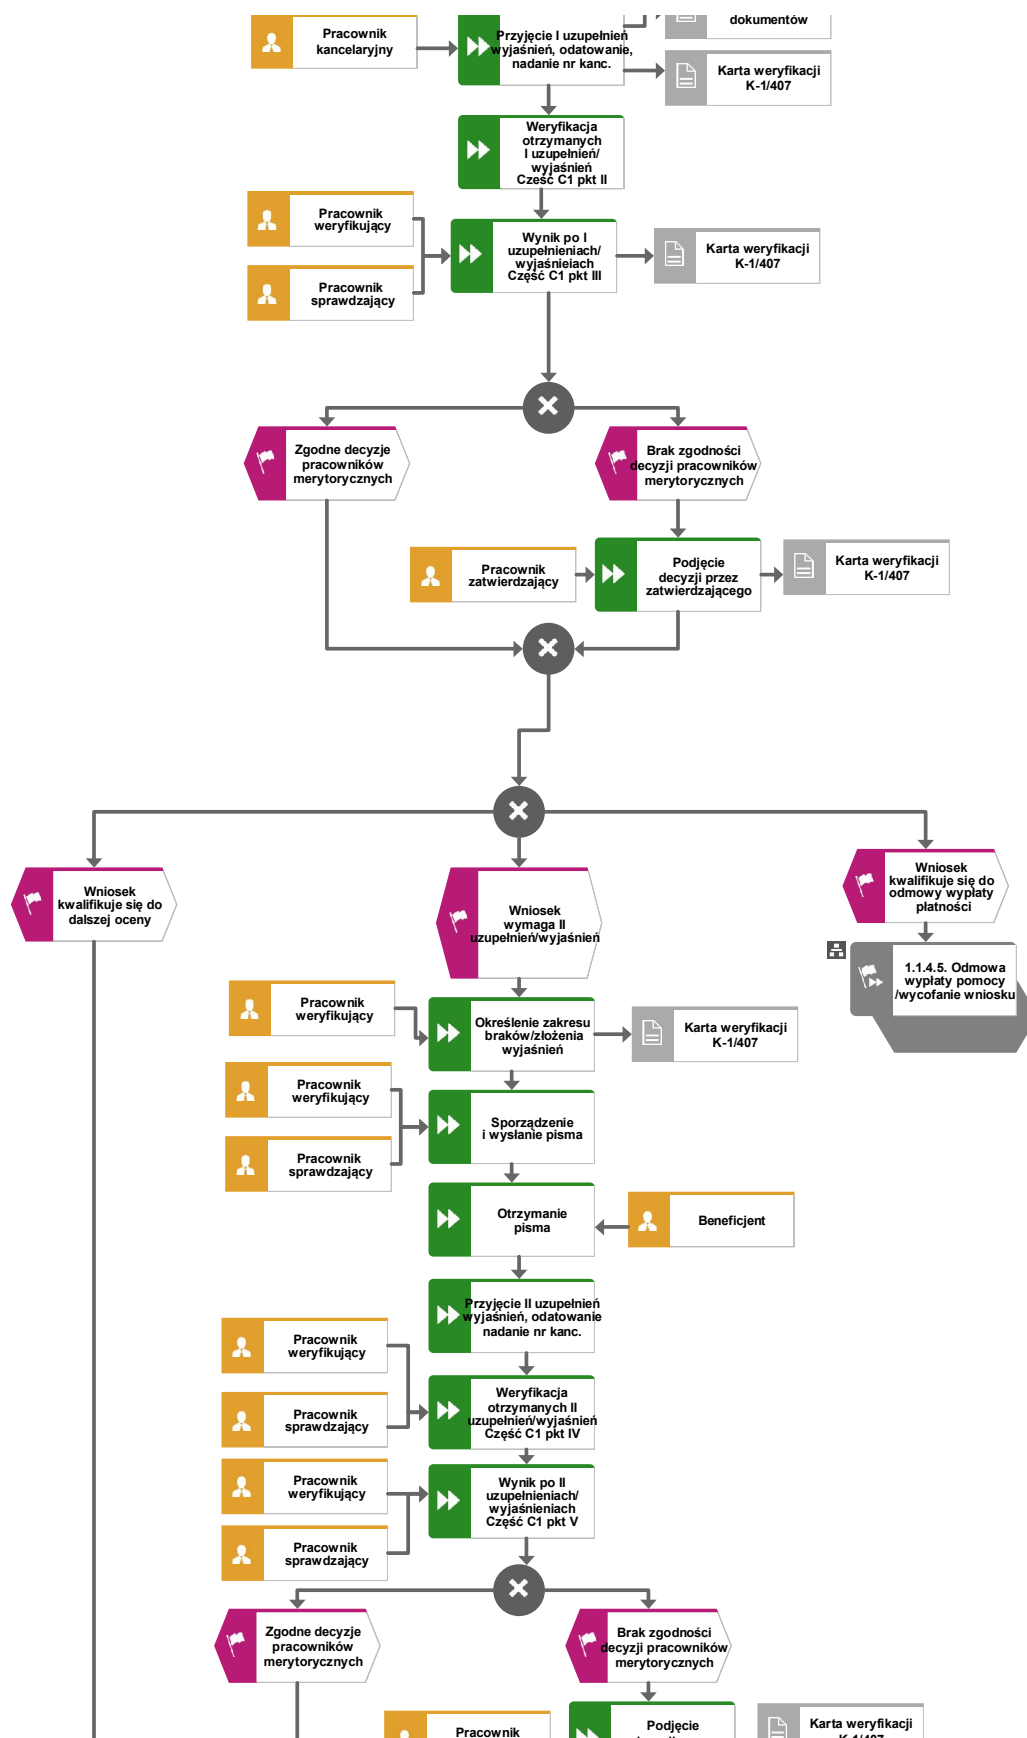 dokumentów
Pracownik
kancelaryjny
Przyjęcie I uzupełnień
wyjaśnień, odatowanie,
nadanie nr kanc.
Karta weryfikacji
K-1/407
Weryfikacja
otrzymanych
I uzupełnień/
wyjaśnień
Cześć C1 pkt II
Pracownik
weryfikujący
Pracownik
sprawdzający
Wynik po I
uzupełnieniach/
wyjaśnieiach
Część C1 pkt III
Karta weryfikacji
K-1/407
Zgodne decyzje
pracowników
merytorycznych
Brak zgodności
decyzji pracowników
merytorycznych
Pracownik
zatwierdzający
Podjęcie
decyzji przez
zatwierdzającego
Karta weryfikacji
K-1/407
Wniosek
kwalifikuje się do
dalszej oceny
Wniosek
wymaga II
uzupełnień/wyjaśnień
Wniosek
kwalifikuje się do
odmowy wypłaty
płatności
1.1.4.5. Odmowa
wypłaty pomocy
/wycofanie wniosku
Pracownik
weryfikujący
Określenie zakresu
braków/złożenia
wyjaśnień
Karta weryfikacji
K-1/407
Pracownik
weryfikujący
Pracownik
sprawdzający
Sporządzenie
i wysłanie pisma
Otrzymanie
pisma
Beneficjent
Przyjęcie II uzupełnień
wyjaśnień, odatowanie
nadanie nr kanc.
Pracownik
weryfikujący
Pracownik
sprawdzający
Weryfikacja
otrzymanych II
uzupełnień/wyjaśnień
Część C1 pkt IV
Pracownik
weryfikujący
Pracownik
sprawdzający
Wynik po II
uzupełnieniach/
wyjaśnieniach
Część C1 pkt V
Zgodne decyzje
pracowników
merytorycznych
Brak zgodności
decyzji pracowników
merytorycznych
Pracownik
Podjęcie
Karta weryfikacji
K-1/407